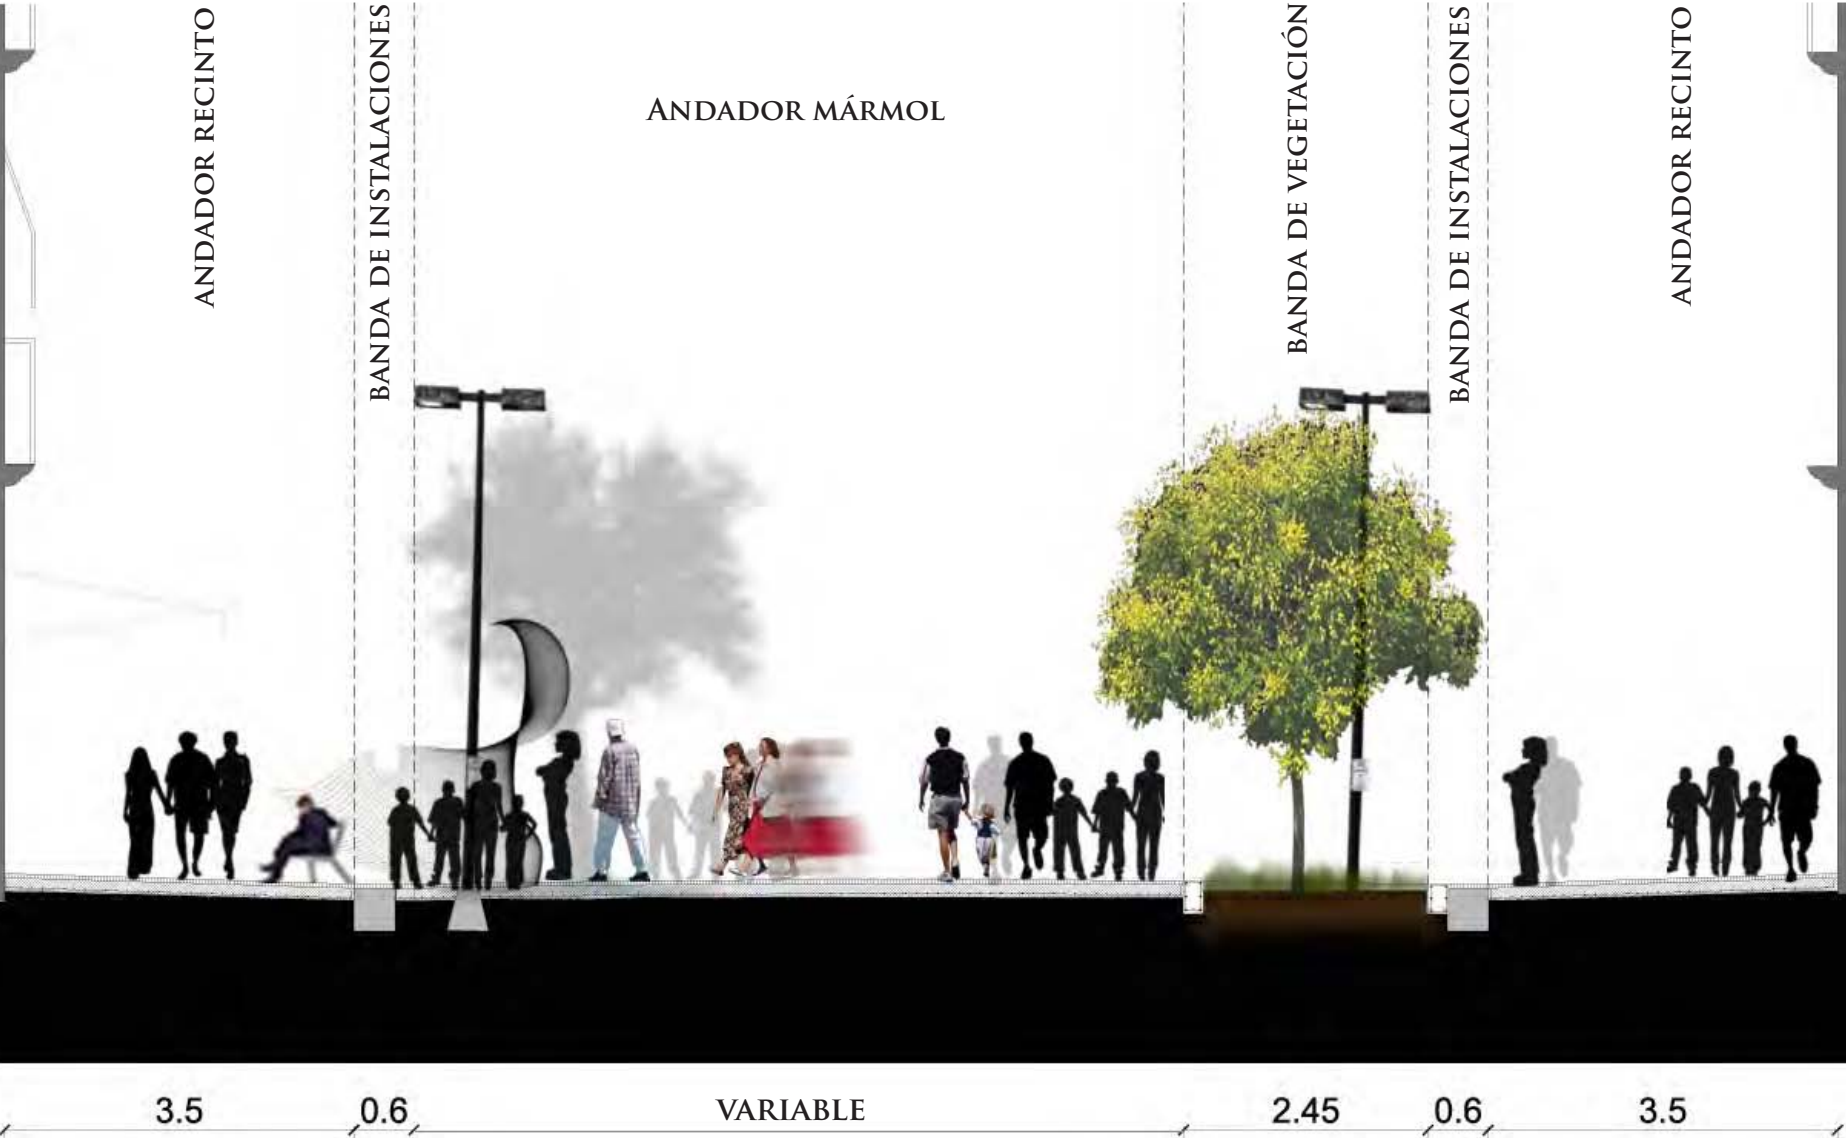 ANDADOR RECINTO
BANDA DE INSTALACIONES
ANDADOR MÁRMOL
BANDA DE VEGETACIÓN
BANDA DE INSTALACIONES
ANDADOR RECINTO
3.5
0.6
VARIABLE
2.45
0.6
3.5